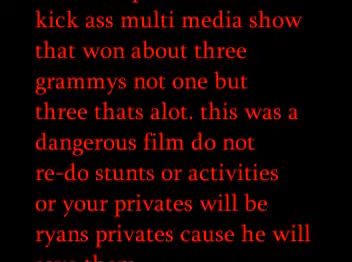 kick ass multi media show
that won about three
grammys not one but
three thats alot. this was a
dangerous film do not
re-do stunts or activities
or your privates will be
ryans privates cause he will